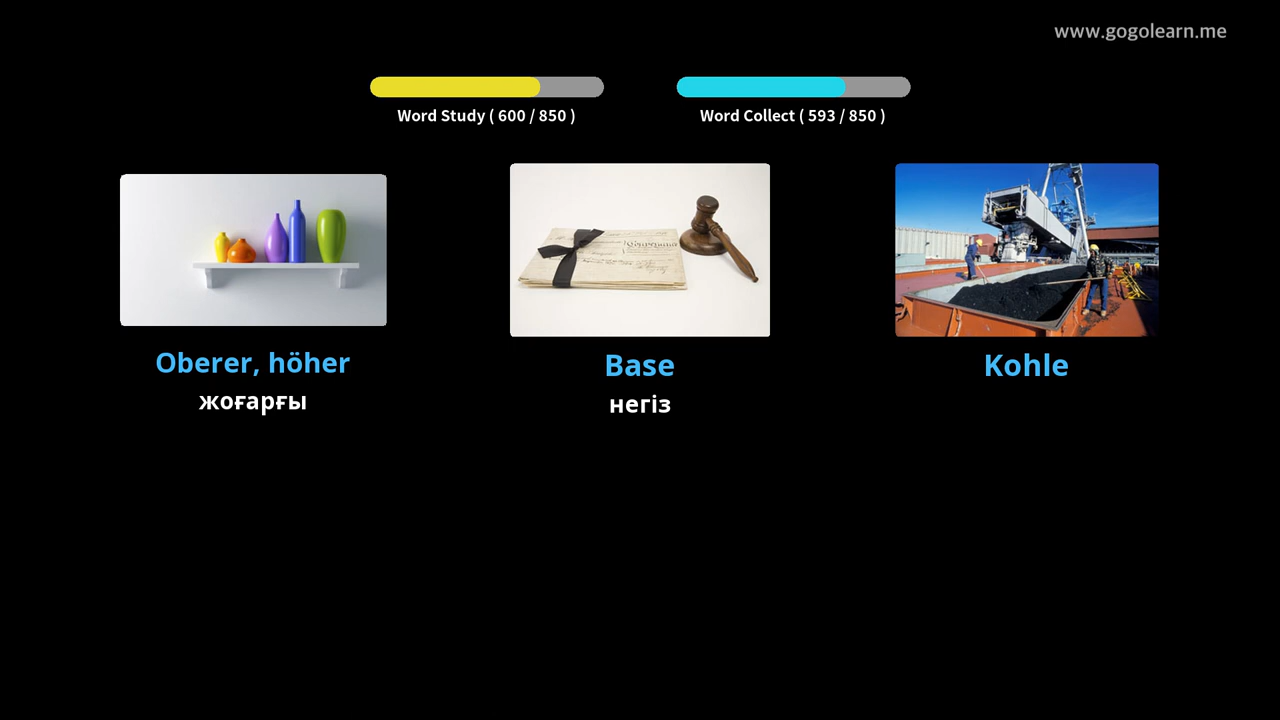 www.gogolearn.me
Word Study ( 600 / 850 )
Word Collect ( 593 / 850 )
Oberer, höher
жоғарғы
Base
негіз
Kohle